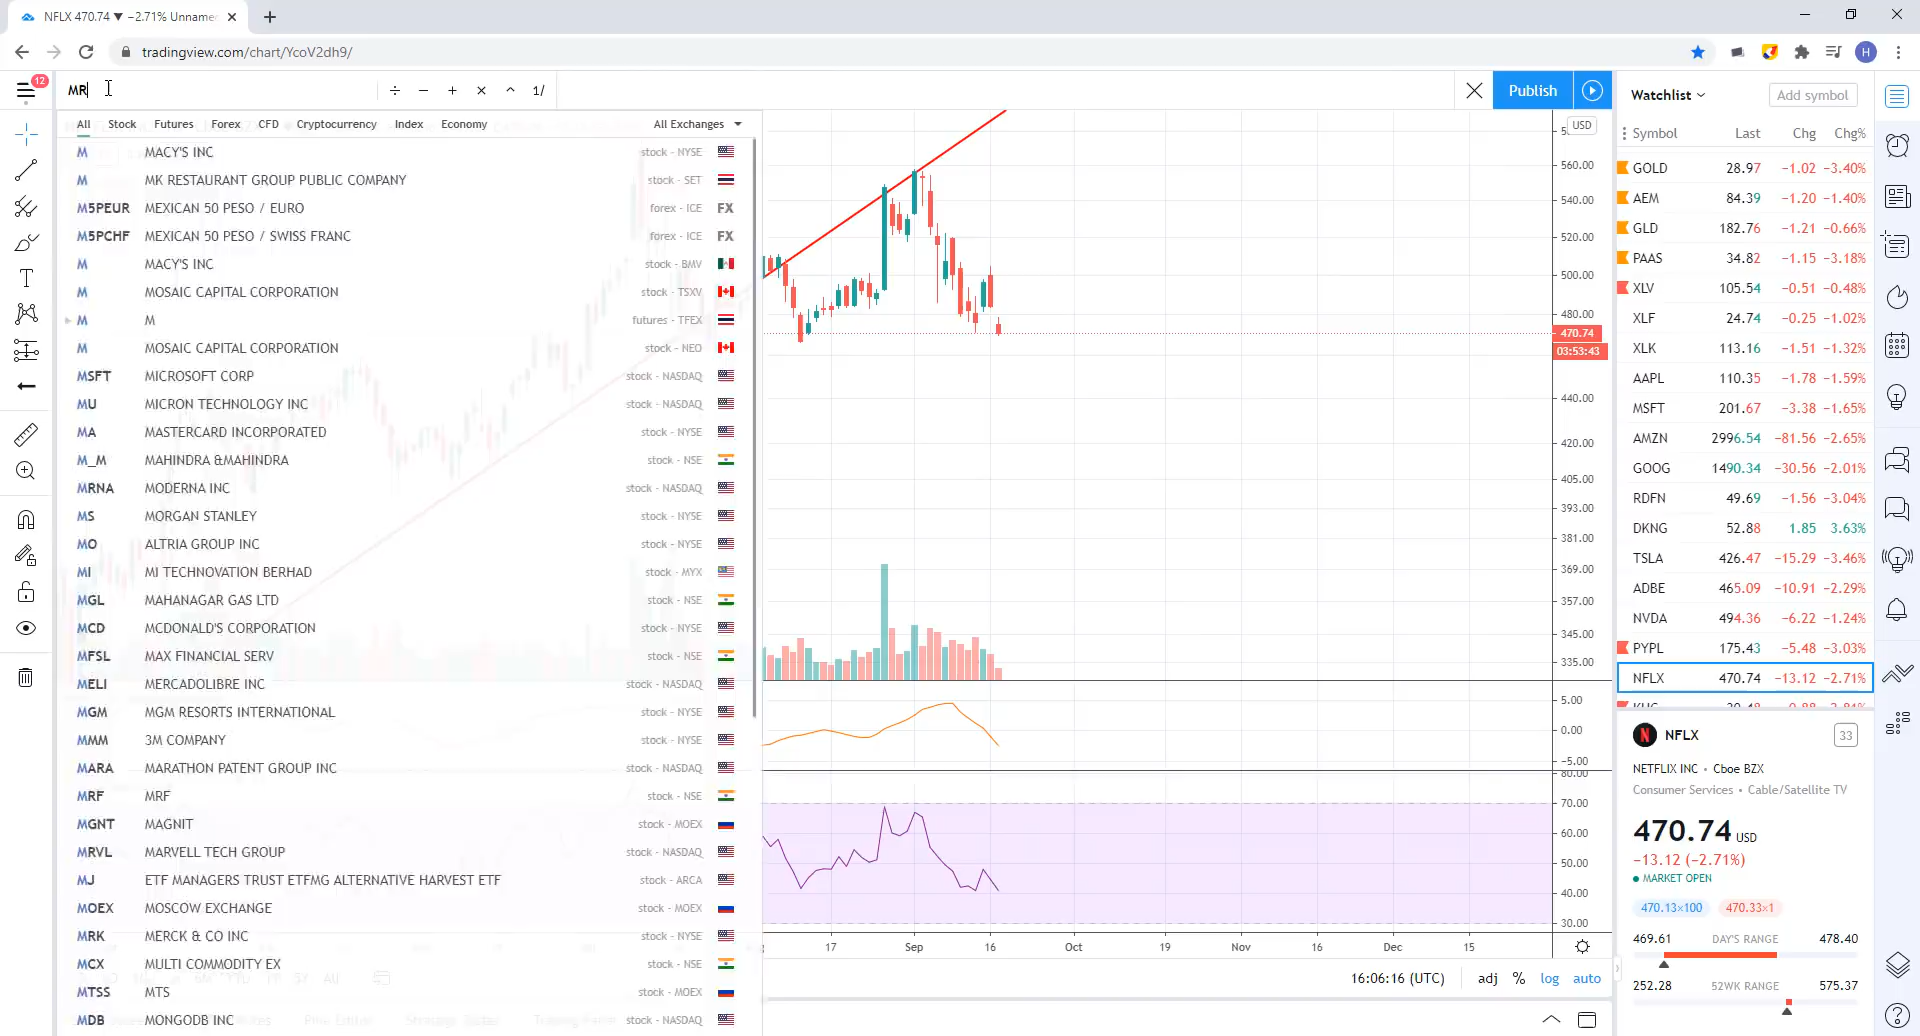 NFLX 470.74 ▼ −2.71% Unname
tradingview.com/chart/YcoV2dh9/
H
12
MR
÷ − + × ^ 1/
Publish
All Stock Futures Forex CFD Cryptocurrency Index Economy All Exchanges
M MACY'S INC stock - NYSE
M MK RESTAURANT GROUP PUBLIC COMPANY stock - SET
M5PEUR MEXICAN 50 PESO / EURO forex - ICE FX
M5PCHF MEXICAN 50 PESO / SWISS FRANC forex - ICE FX
M MACY'S INC stock - BMV
M MOSAIC CAPITAL CORPORATION stock - TSXV
M M futures - TFEX
M MOSAIC CAPITAL CORPORATION stock - NEO
MSFT MICROSOFT CORP stock - NASDAQ
MU MICRON TECHNOLOGY INC stock - NASDAQ
MA MASTERCARD INCORPORATED stock - NYSE
M_M MAHINDRA &MAHINDRA stock - NSE
MRNA MODERNA INC stock - NASDAQ
MS MORGAN STANLEY stock - NYSE
MO ALTRIA GROUP INC stock - NYSE
MI MI TECHNOVATION BERHAD stock - MYX
MGL MAHANAGAR GAS LTD stock - NSE
MCD MCDONALD'S CORPORATION stock - NYSE
MFSL MAX FINANCIAL SERV stock - NSE
MELI MERCADOLIBRE INC stock - NASDAQ
MGM MGM RESORTS INTERNATIONAL stock - NYSE
MMM 3M COMPANY stock - NYSE
MARA MARATHON PATENT GROUP INC stock - NASDAQ
MRF MRF stock - NSE
MGNT MAGNIT stock - MOEX
MRVL MARVELL TECH GROUP stock - NASDAQ
MJ ETF MANAGERS TRUST ETFMG ALTERNATIVE HARVEST ETF stock - ARCA
MOEX MOSCOW EXCHANGE stock - MOEX
MRK MERCK & CO INC stock - NYSE
MCX MULTI COMMODITY EX stock - NSE
MTSS MTS stock - MOEX
MDB MONGODB INC stock - NASDAQ
USD
560.00
540.00
520.00
500.00
480.00
470.74
03:53:43
440.00
420.00
405.00
393.00
381.00
369.00
357.00
345.00
335.00
5.00
0.00
−5.00
80.00
70.00
60.00
50.00
40.00
30.00
17 Sep 16 Oct 19 Nov 16 Dec 15
16:06:16 (UTC) adj % log auto
Watchlist Add symbol
Symbol Last Chg Chg%
GOLD 28.97 −1.02 −3.40%
AEM 84.39 −1.20 −1.40%
GLD 182.76 −1.21 −0.66%
PAAS 34.82 −1.15 −3.18%
XLV 105.54 −0.51 −0.48%
XLF 24.74 −0.25 −1.02%
XLK 113.16 −1.51 −1.32%
AAPL 110.35 −1.78 −1.59%
MSFT 201.67 −3.38 −1.65%
AMZN 2996.54 −81.56 −2.65%
GOOG 1490.34 −30.56 −2.01%
RDFN 49.69 −1.56 −3.04%
DKNG 52.88 1.85 3.63%
TSLA 426.47 −15.29 −3.46%
ADBE 465.09 −10.91 −2.29%
NVDA 494.36 −6.22 −1.24%
PYPL 175.43 −5.48 −3.03%
NFLX 470.74 −13.12 −2.71%
N NFLX 33
NETFLIX INC • Cboe BZX
Consumer Services • Cable/Satellite TV
470.74 USD
−13.12 (−2.71%)
MARKET OPEN
470.13×100 470.33×1
469.61 DAY'S RANGE 478.40
252.28 52WK RANGE 575.37